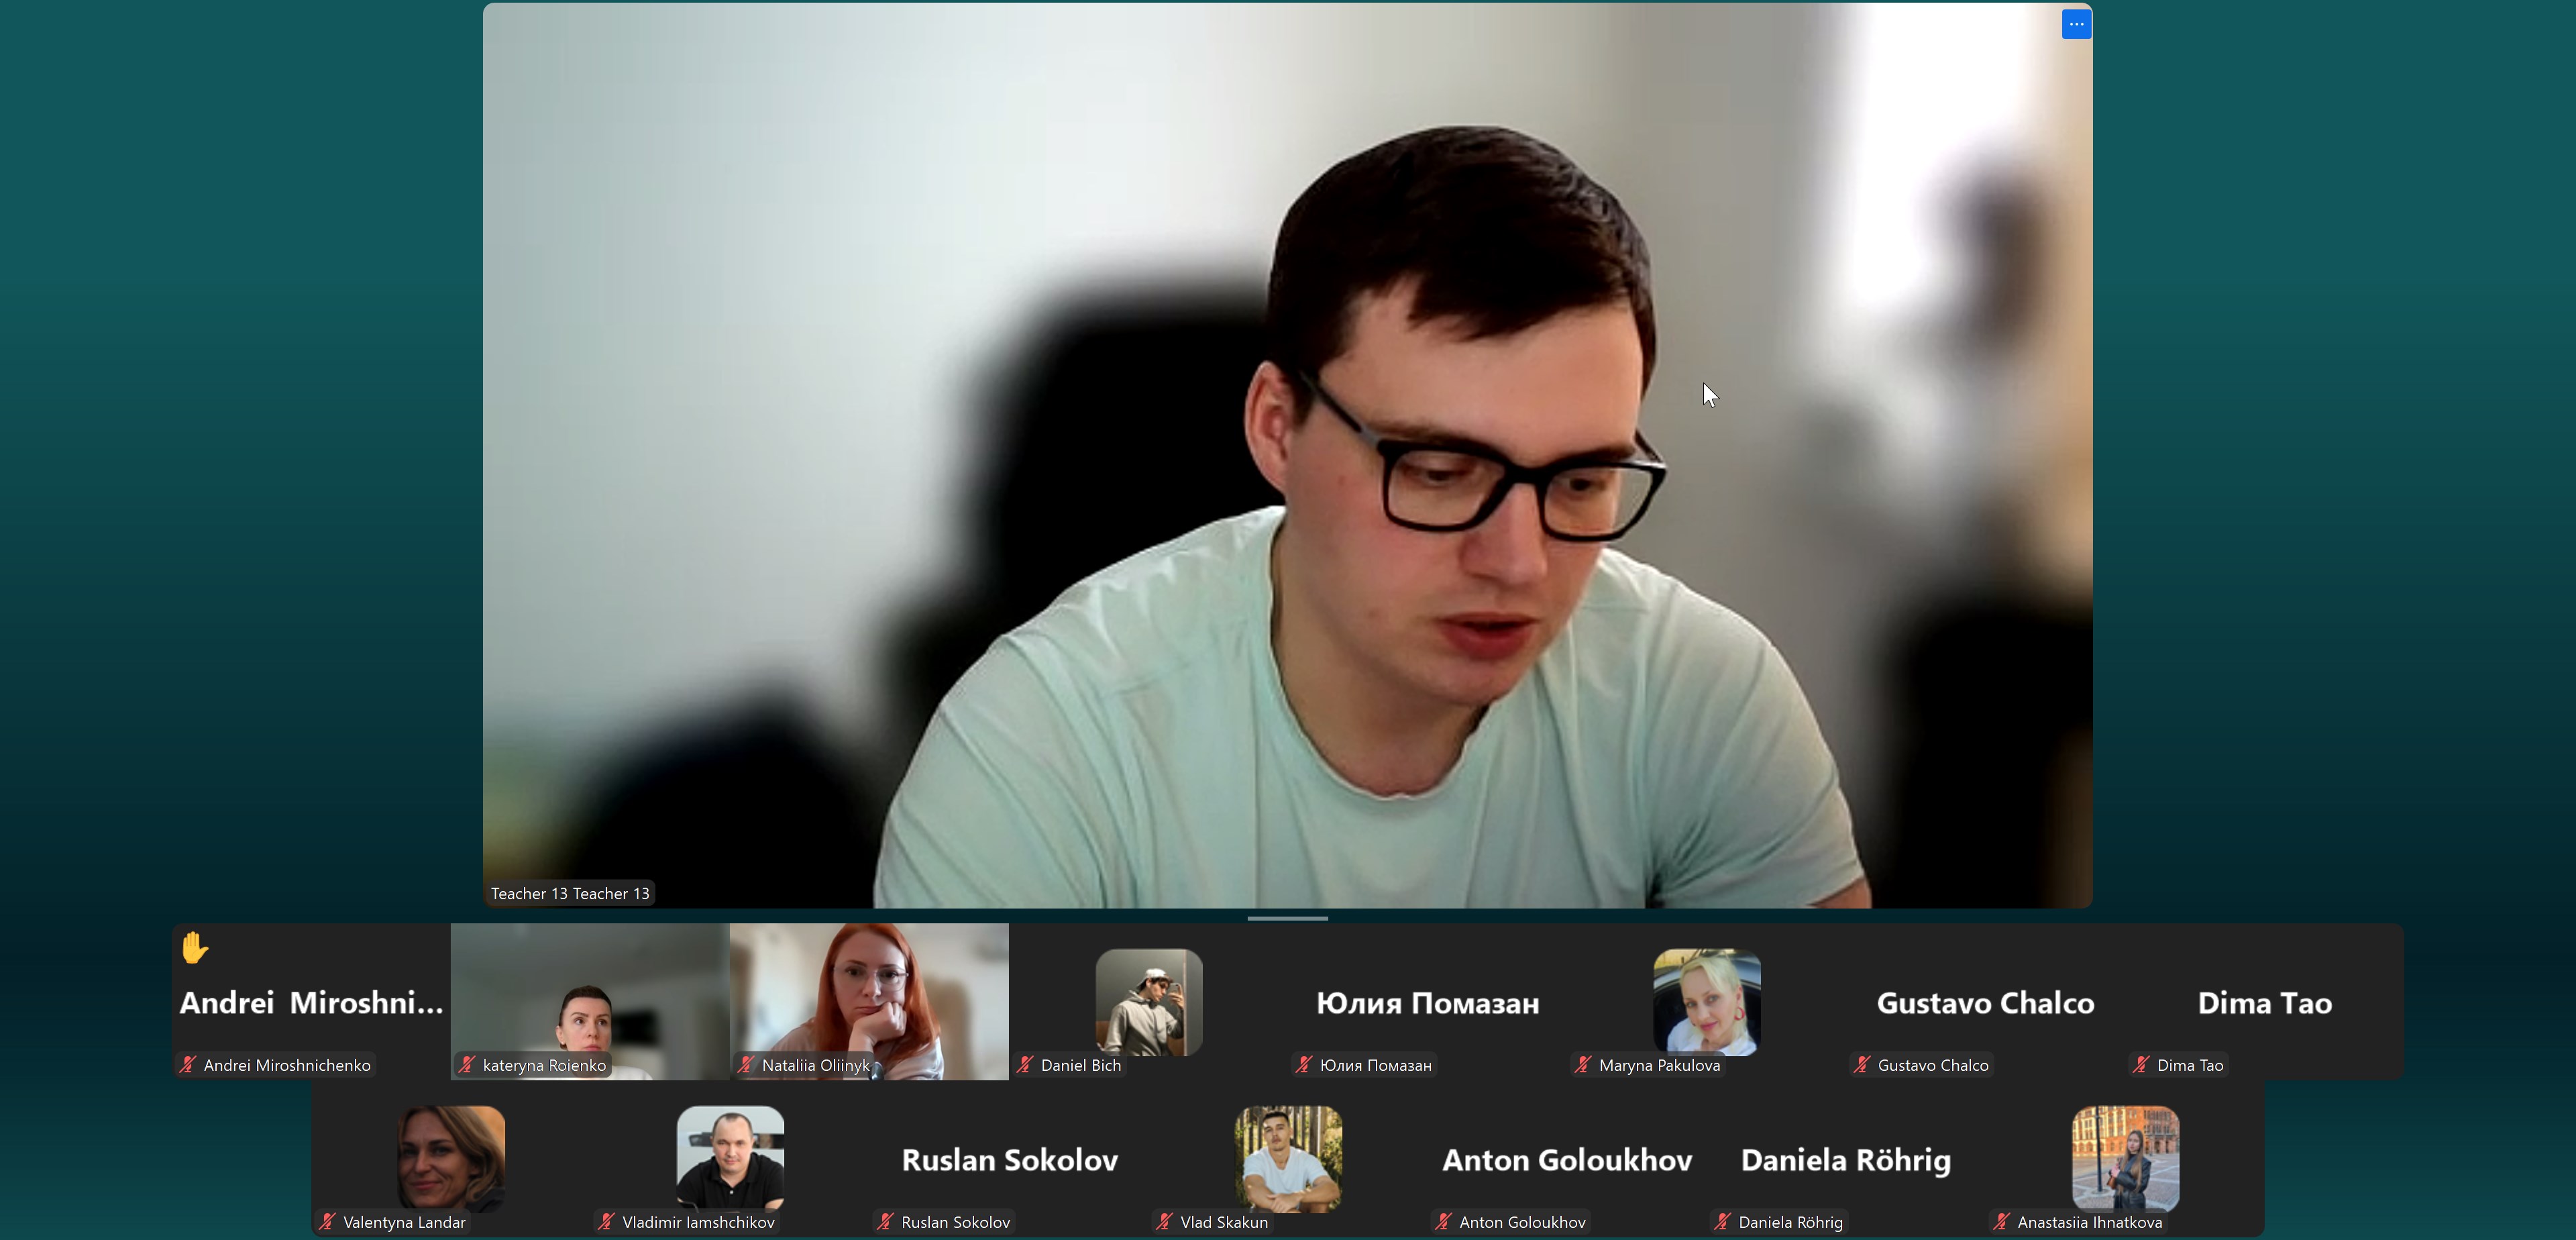 Teacher 13 Teacher 13
Andrei Miroshni...
Andrei Miroshnichenko
kateryna Roienko
Nataliia Oliinyk
Daniel Bich
Юлия Помазан
Юлия Помазан
Maryna Pakulova
Gustavo Chalco
Gustavo Chalco
Dima Tao
Dima Tao
Valentyna Landar
Vladimir Iamshchikov
Ruslan Sokolov
Ruslan Sokolov
Vlad Skakun
Anton Goloukhov
Anton Goloukhov
Daniela Röhrig
Daniela Röhrig
Anastasiia Ihnatkova